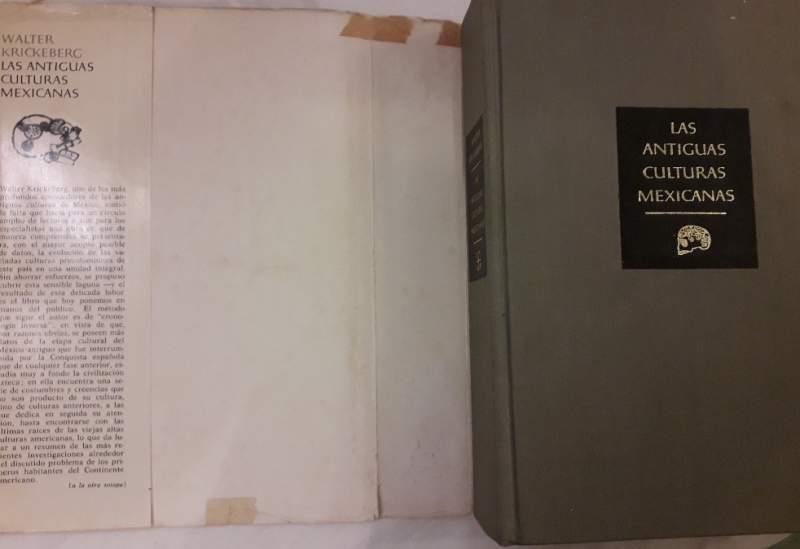 WALTER
KRICKEBERG
LAS ANTIGUAS
CULTURAS
MEXICANAS
Walter Krickeberg, uno de los más
profundos conocedores de las an-
tiguas culturas de México, sintió
la falta que hacía para un círculo
amplio de lectores y aun para los
especialistas una obra en que de
manera comprensiva se presenta-
ra, con el mayor acopio posible
de datos, la evolución de las va-
riadas culturas precolombinas de
este país en una unidad integral.
Sin ahorrar esfuerzos, se propuso
cubrir esta sensible laguna —y el
resultado de esta delicada labor
es el libro que hoy ponemos en
manos del público. El método
que sigue el autor es de "crono-
logía inversa", en vista de que,
por razones obvias, se poseen más
datos de la etapa cultural del
México antiguo que fue interrum-
pida por la Conquista española
que de cualquier fase anterior, es-
tudia muy a fondo la civilización
azteca; en ella encuentra una se-
rie de costumbres y creencias que
no son producto de su cultura,
sino de culturas anteriores, a las
que dedica en seguida su aten-
ción, hasta encontrarse con las
últimas raíces de las viejas altas
culturas americanas, lo que da lu-
gar a un resumen de las más re-
cientes investigaciones alrededor
del discutido problema de los pri-
meros habitantes del Continente
americano.
(a la otra solapa)
LAS
ANTIGUAS
CULTURAS
MEXICANAS